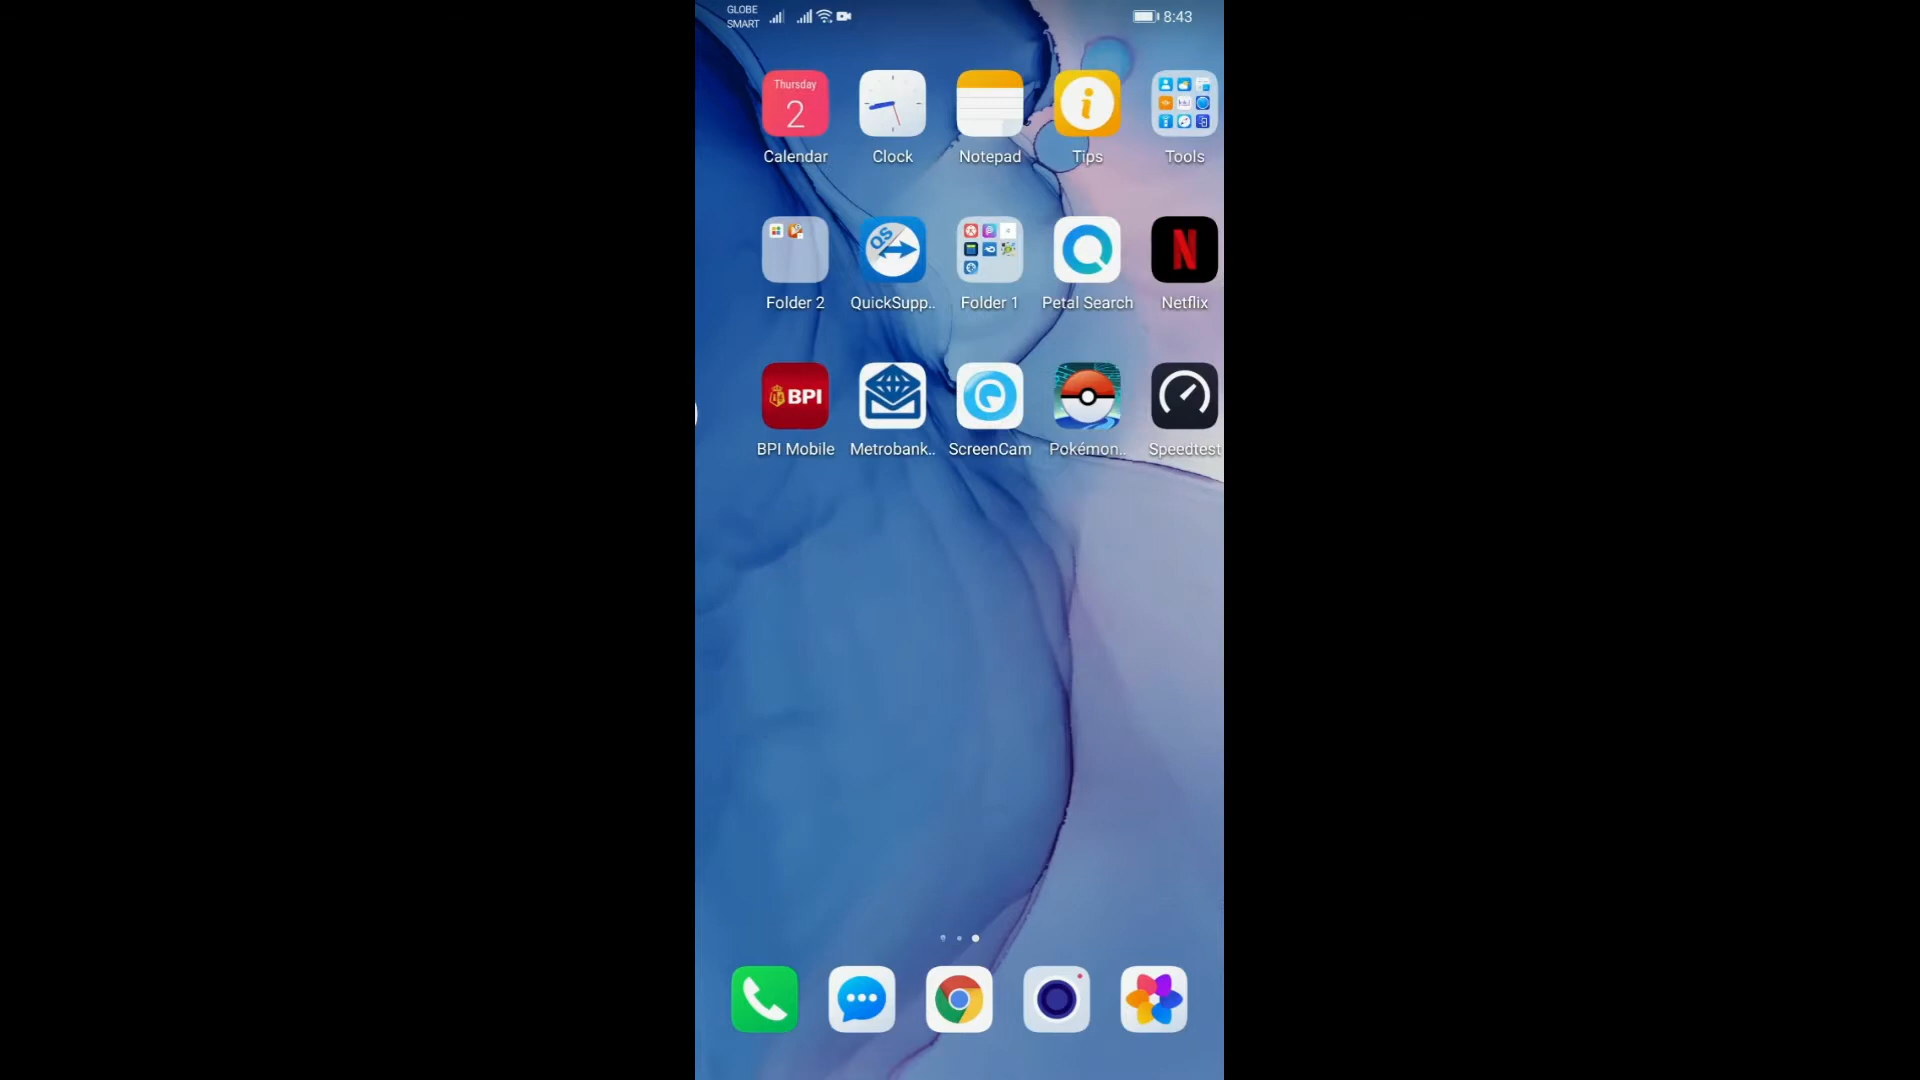 GLOBE
SMART
8:43
Thursday
2
Calendar
Clock
Notepad
Tips
Tools
QS
Folder 2
QuickSupp..
Folder 1
Petal Search
Netflix
BPI
BPI Mobile
Metrobank..
ScreenCam
Pokémon..
Speedtest